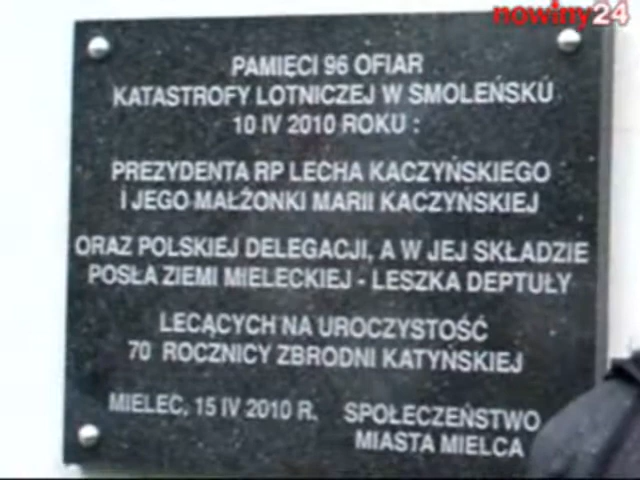 nowiny24
PAMIĘCI 96 OFIAR
KATASTROFY LOTNICZEJ W SMOLEŃSKÚ
10 IV 2010 ROKU :
PREZYDENTA RP LECHA KACZYŃSKIEGO
I JEGO MAŁŻONKI MARII KACZYŃSKIEJ
ORAZ POLSKIEJ DELEGACJI, A W JEJ SKŁADZIE
POSŁA ZIEMI MIELECKIEJ - LESZKA DEPTUŁY
LECĄCYCH NA UROCZYSTOŚĆ
70 ROCZNICY ZBRODNI KATYŃSKIEJ
MIELEC, 15 IV 2010 R. SPOŁECZEŃSTWO
MIASTA MIELCA